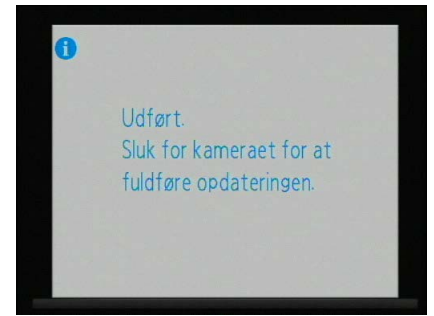 Udført.
Sluk for kameraet for at
fuldføre opdateringen.